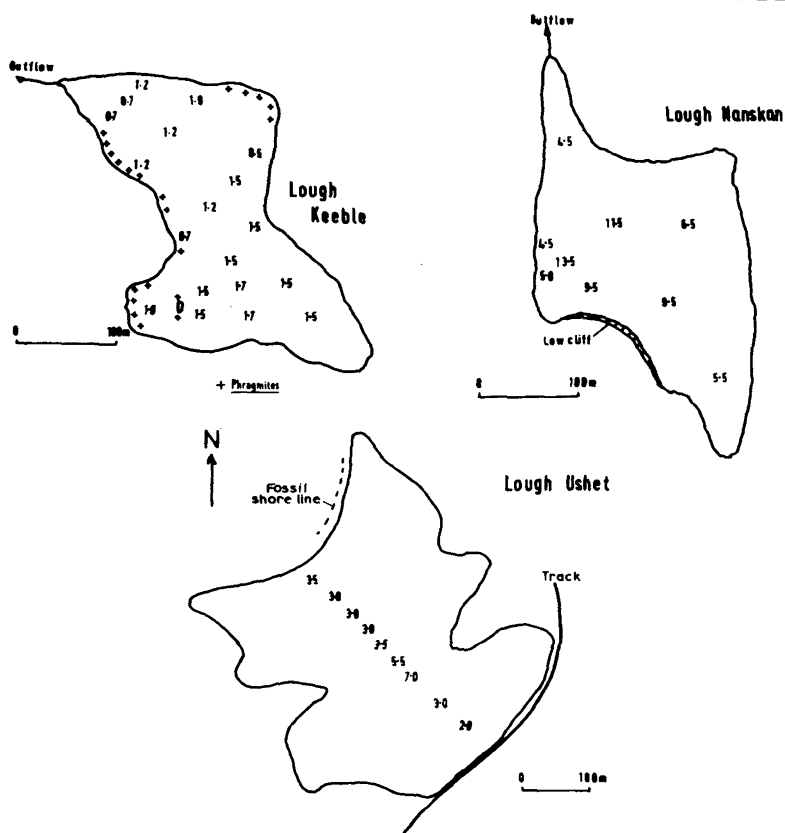 Outflow
1·2
0·7
1·0
0·7
1·2
0·6
1·2
1·5
1·2
1·5
0·7
1·5
1·6
1·7
1·5
1·0
D
1·5
1·7
1·5
Lough
Keeble
0
100m
+ Phragmites
Outflow
Lough Nanskan
4·5
11·5
6·5
4·5
13·5
5·0
9·5
9·5
Low cliff
5·5
0
100m
N
Lough Ushet
Fossil
shore line
Track
3·5
3·0
3·0
3·0
3·5
5·5
7·0
3·0
2·0
0
100m